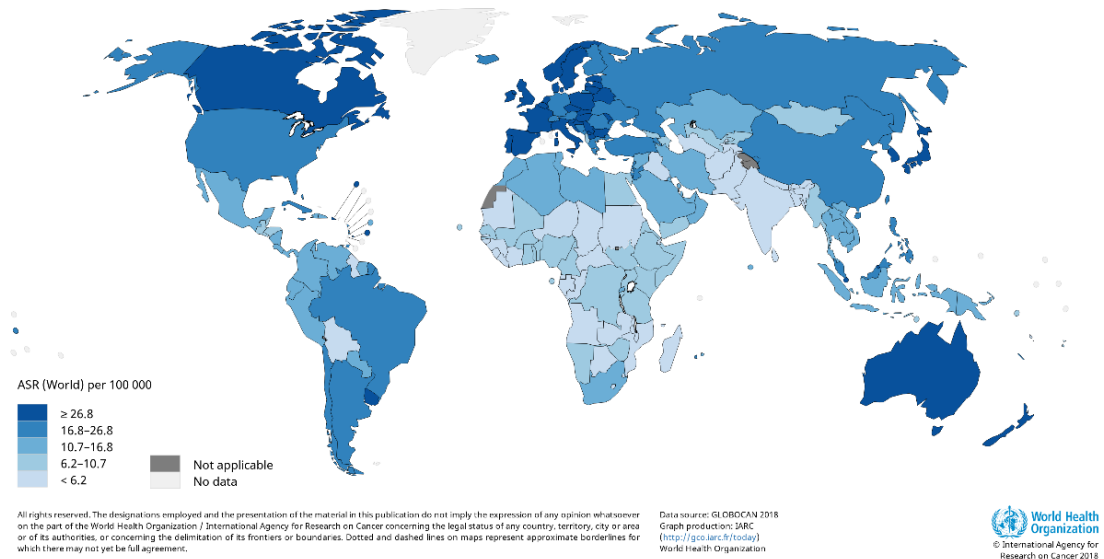 ASR (World) per 100 000
≥ 26.8
16.8–26.8
10.7–16.8
6.2–10.7
< 6.2
Not applicable
No data
All rights reserved. The designations employed and the presentation of the material in this publication do not imply the expression of any opinion whatsoever
on the part of the World Health Organization / International Agency for Research on Cancer concerning the legal status of any country, territory, city or area
or of its authorities, or concerning the delimitation of its frontiers or boundaries. Dotted and dashed lines on maps represent approximate borderlines for
which there may not yet be full agreement.
Data source: GLOBOCAN 2018
Graph production: IARC
(http://gco.iarc.fr/today)
World Health Organization
World Health
Organization
© International Agency for
Research on Cancer 2018